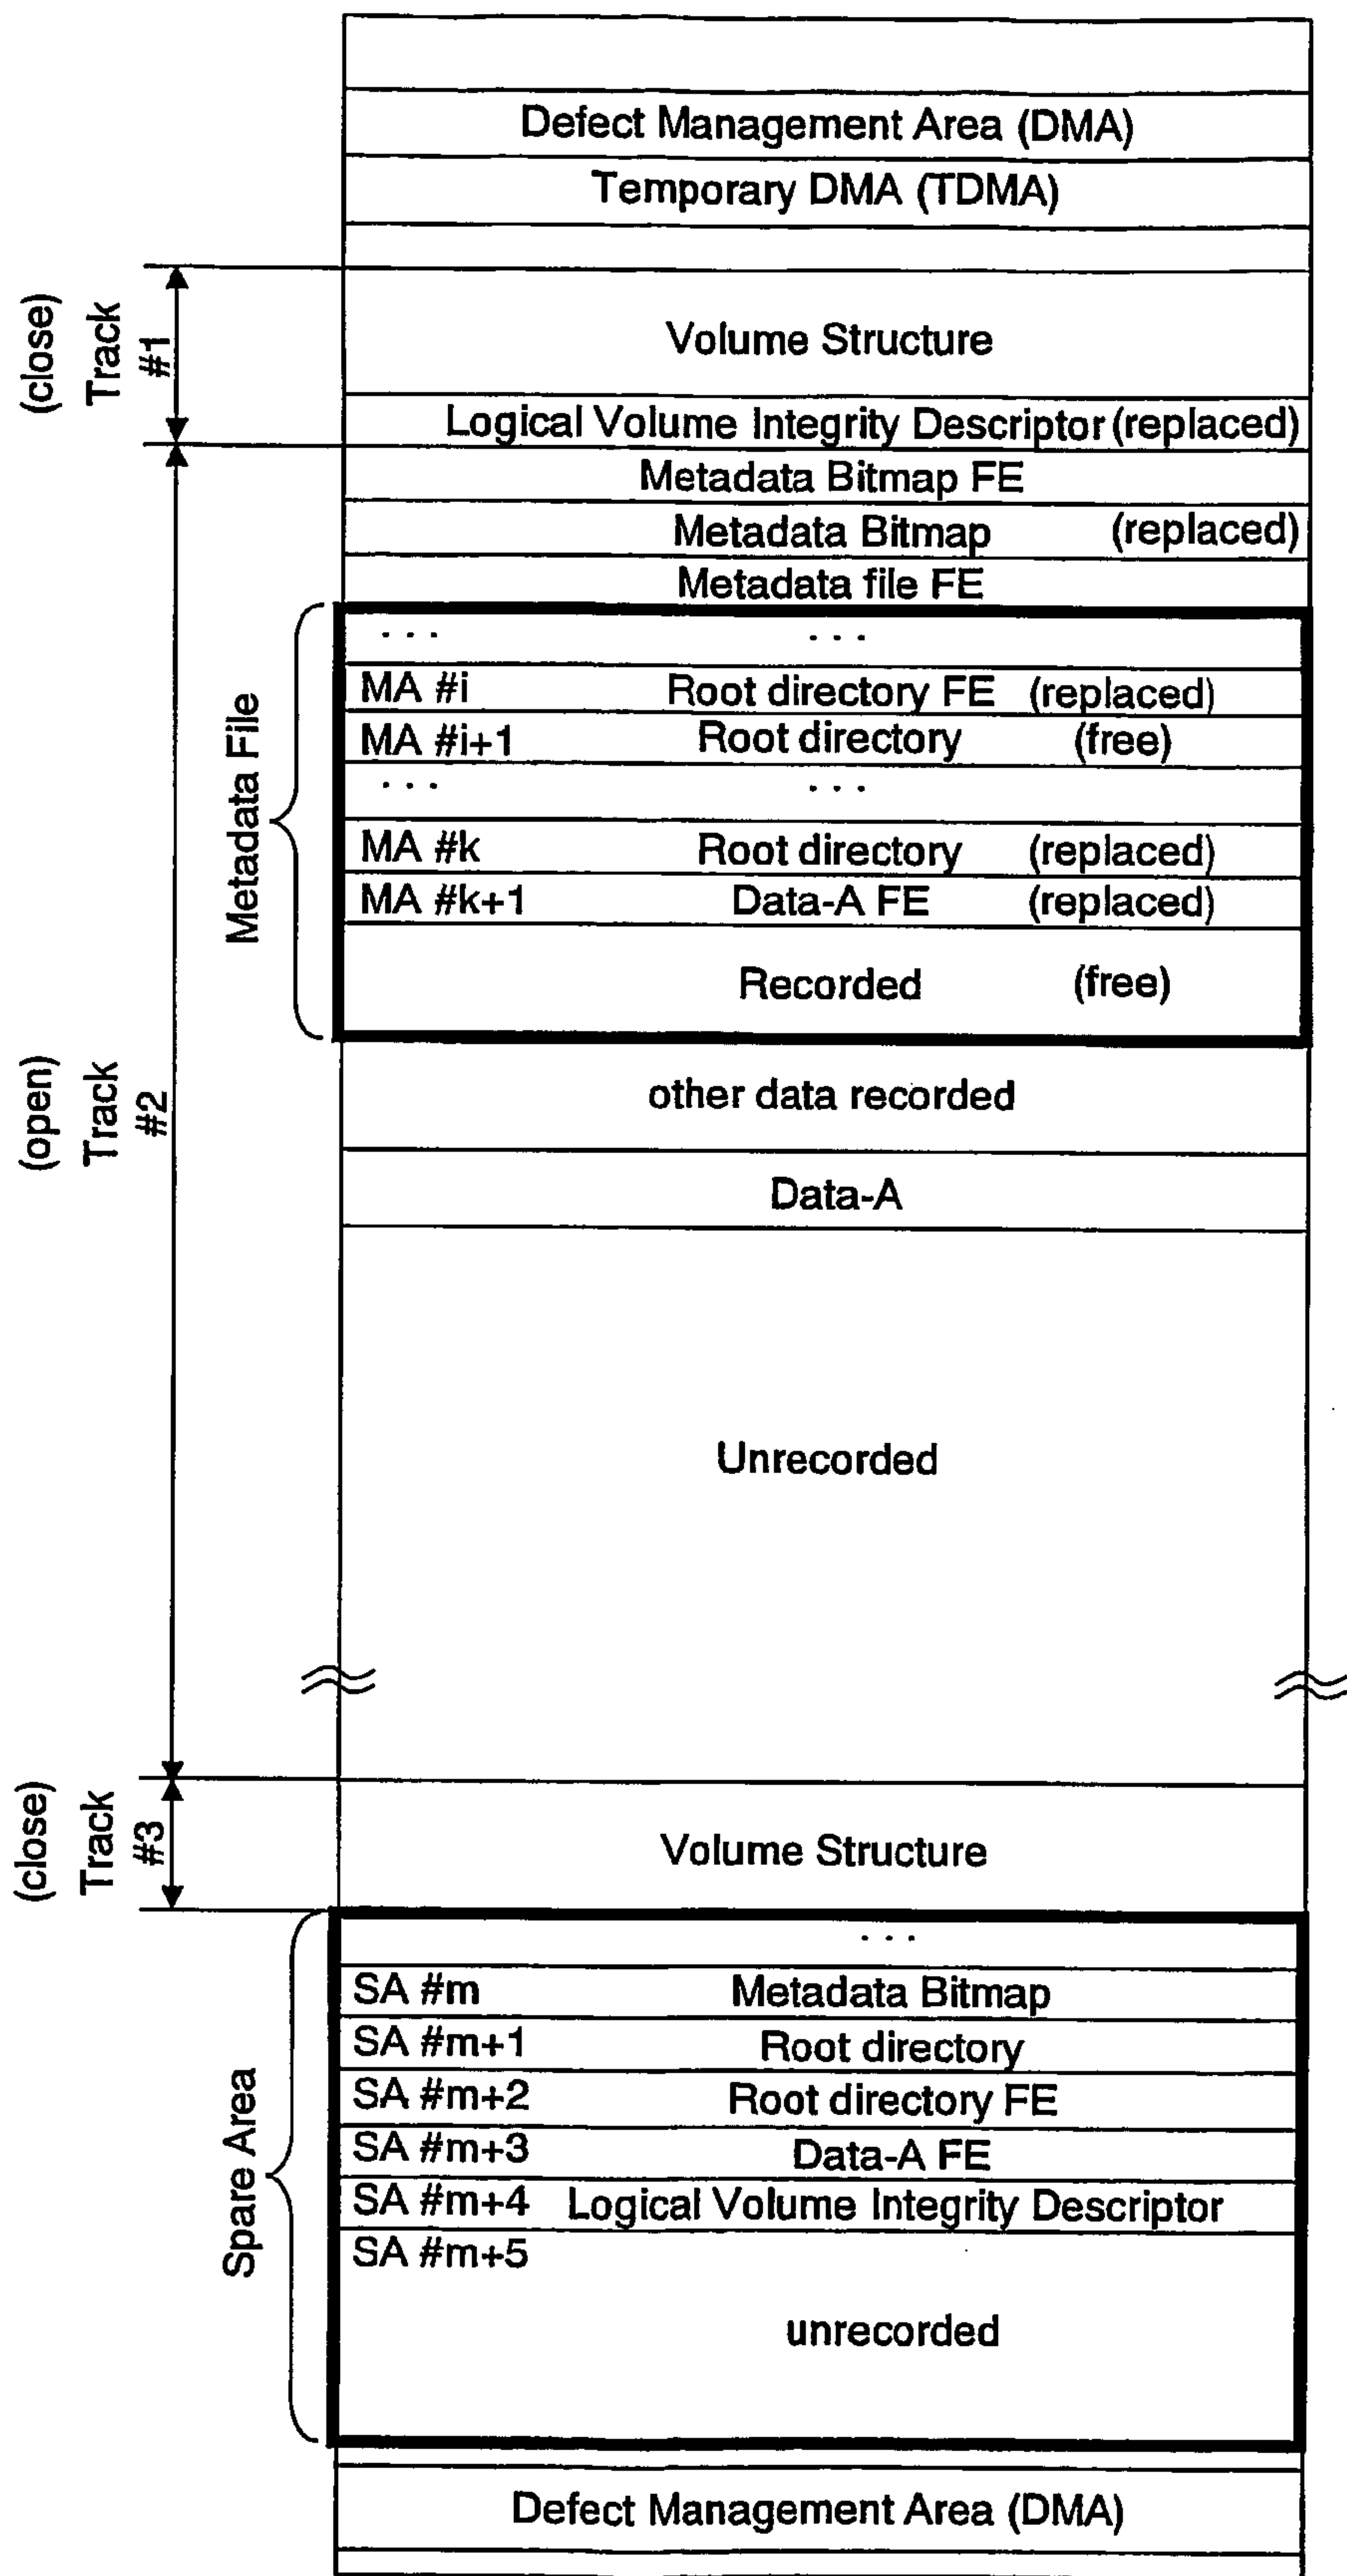 Defect Management Area (DMA)
Temporary DMA (TDMA)
(close)
Track
#1
Volume Structure
Logical Volume Integrity Descriptor (replaced)
Metadata Bitmap FE
Metadata Bitmap (replaced)
Metadata file FE
(open)
Track
#2
Metadata File
... ...
MA #i Root directory FE (replaced)
MA #i+1 Root directory (free)
... ...
MA #k Root directory (replaced)
MA #k+1 Data-A FE (replaced)
Recorded (free)
other data recorded
Data-A
Unrecorded
(close)
Track
#3
Volume Structure
Spare Area
...
SA #m Metadata Bitmap
SA #m+1 Root directory
SA #m+2 Root directory FE
SA #m+3 Data-A FE
SA #m+4 Logical Volume Integrity Descriptor
SA #m+5
unrecorded
Defect Management Area (DMA)